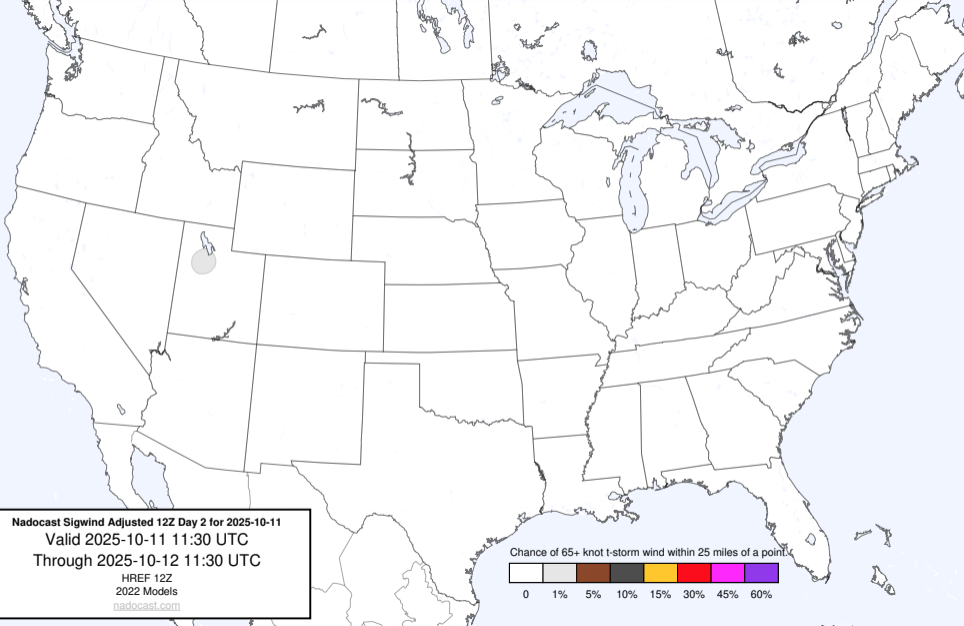 Nadocast Sigwind Adjusted 12Z Day 2 for 2025-10-11
Valid 2025-10-11 11:30 UTC
Through 2025-10-12 11:30 UTC
HREF 12Z
2022 Models
nadocast.com
Chance of 65+ knot t-storm wind within 25 miles of a point.
0 1% 5% 10% 15% 30% 45% 60%